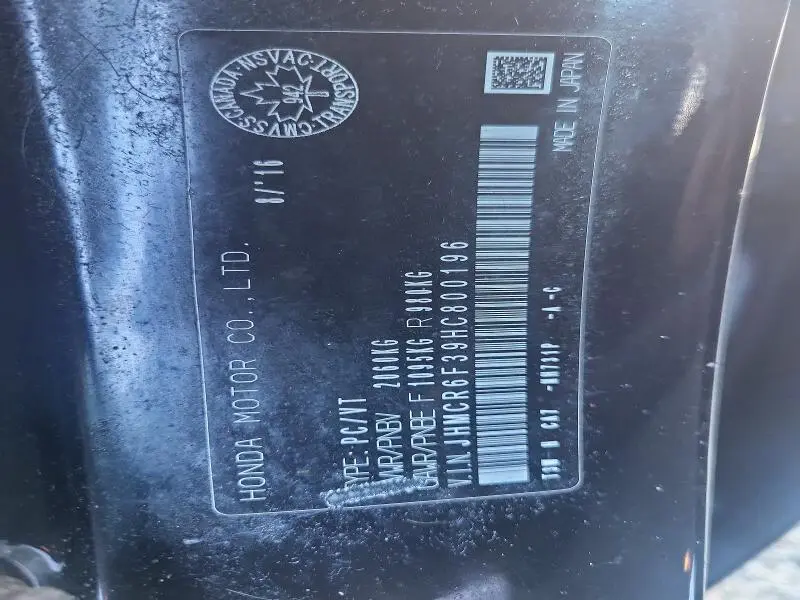 CMVSS·CANADA·NSVAC·TRANSPORT·
942
HONDA MOTOR CO.,LTD. 8/'16
TYPE: PC/VT
GVWR/PNBV 2060KG
GAWR/PNBE F 1095KG R 980KG
V.I.N. JHMCR6F39HC800196
-A-C
MADE IN JAPAN